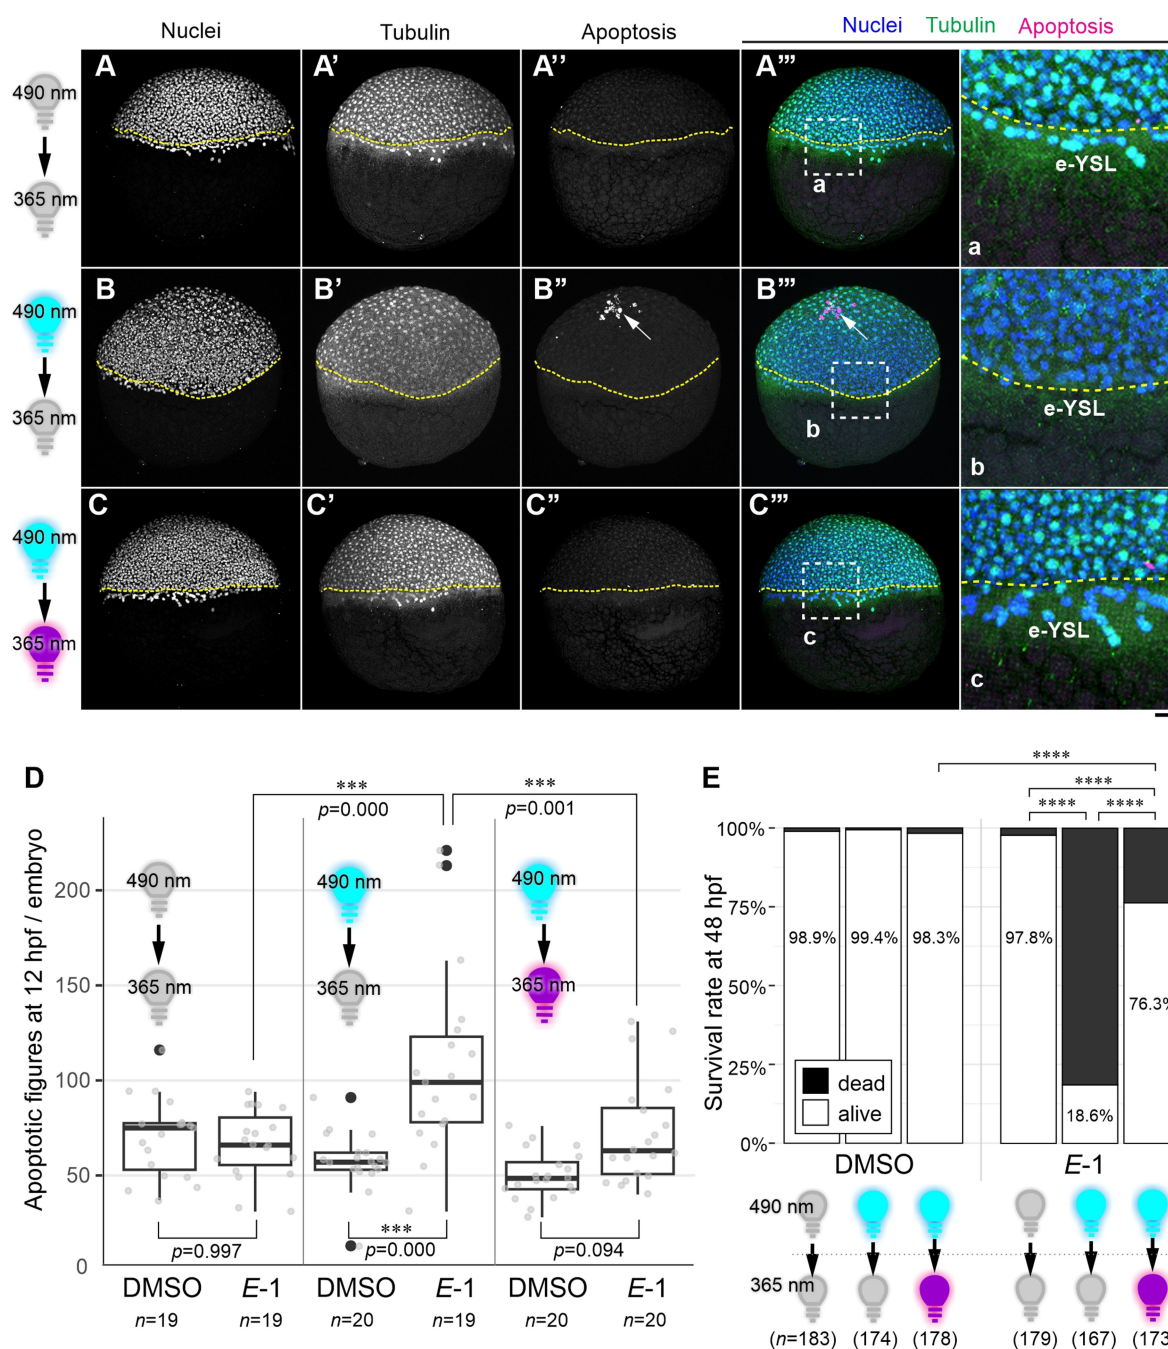 Nuclei Tubulin Apoptosis Nuclei Tubulin Apoptosis
490 nm
365 nm
A A' A'' A'''
a
e-YSL
a
490 nm
365 nm
B B' B'' B'''
b
e-YSL
b
490 nm
365 nm
C C' C'' C'''
c
e-YSL
c
D
Apoptotic figures at 12 hpf / embryo
200
150
100
50
0
*** p=0.000
*** p=0.001
490 nm 490 nm 490 nm
365 nm 365 nm 365 nm
p=0.997
*** p=0.000
p=0.094
DMSO E-1 DMSO E-1 DMSO E-1
n=19 n=19 n=20 n=19 n=20 n=20
E
Survival rate at 48 hpf
****
****
**** ****
100%
75%
50%
25%
0%
98.9% 99.4% 98.3% 97.8% 18.6% 76.3%
dead
alive
DMSO E-1
490 nm
365 nm
(n=183) (174) (178) (179) (167) (173